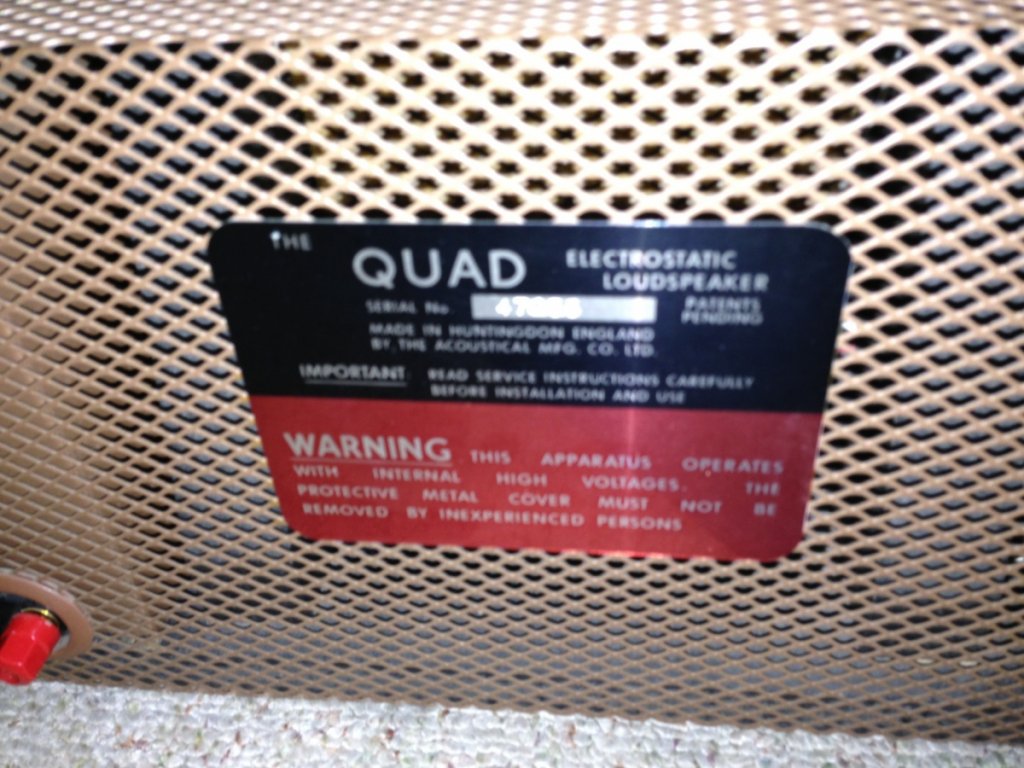 THE
QUAD ELECTROSTATIC
LOUDSPEAKER
SERIAL No. PATENTS
PENDING
MADE IN HUNTINGDON ENGLAND
BY THE ACOUSTICAL MFG. CO. LTD.
IMPORTANT: READ SERVICE INSTRUCTIONS CAREFULLY
BEFORE INSTALLATION AND USE
WARNING THIS APPARATUS OPERATES
WITH INTERNAL HIGH VOLTAGES. THE
PROTECTIVE METAL COVER MUST NOT BE
REMOVED BY INEXPERIENCED PERSONS